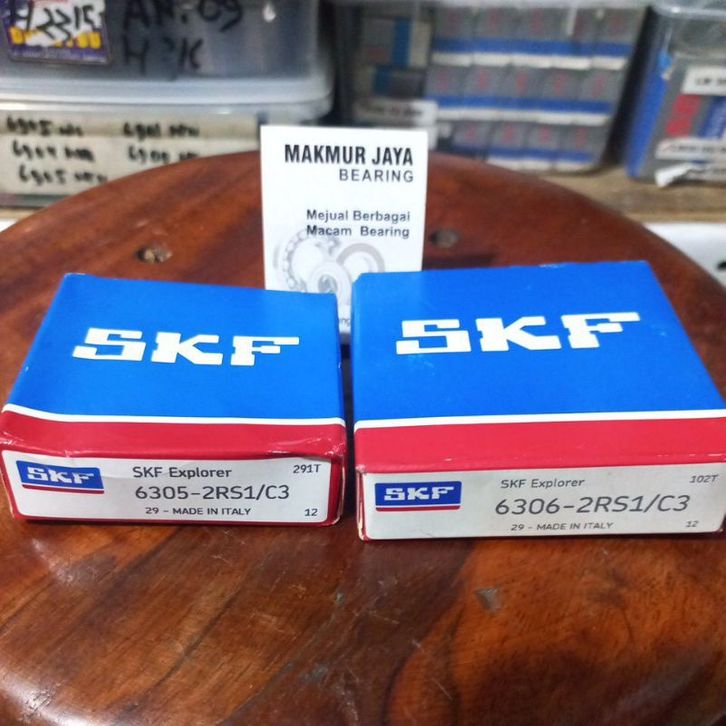 MAKMUR JAYA
BEARING
Mejual Berbagai
Macam Bearing
SKF
SKF
SKF
SKF Explorer
291T
6305-2RS1/C3
29 - MADE IN ITALY
12
SKF
SKF Explorer
102T
6306-2RS1/C3
29 - MADE IN ITALY
12